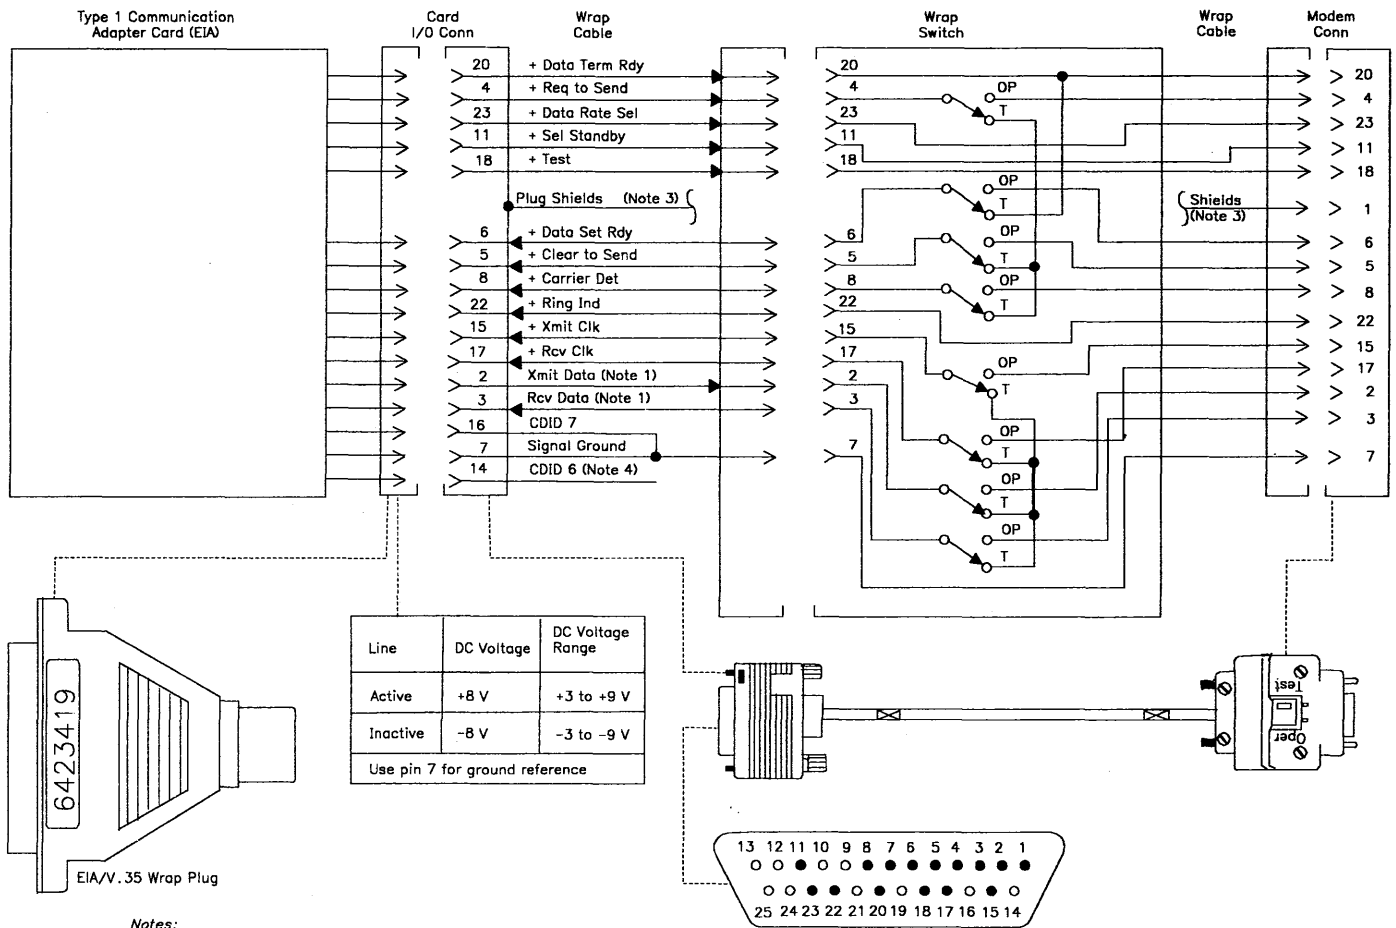 Type 1 Communication
Adapter Card (EIA)
Card
I/O Conn
Wrap
Cable
Wrap
Switch
Wrap
Cable
Modem
Conn
20 + Data Term Rdy 20 20
4 + Req to Send 4 OP 4
23 + Data Rate Sel 23 T 23
11 + Sel Standby 11 11
18 + Test 18 18
Plug Shields (Note 3) OP T Shields 1
(Note 3)
6 + Data Set Rdy 6 OP 6
5 + Clear to Send 5 T 5
8 + Carrier Det 8 OP 8
22 + Ring Ind 22 T 22
15 + Xmit Clk 15 15
17 + Rcv Clk 17 OP 17
2 Xmit Data (Note 1) 2 T 2
3 Rcv Data (Note 1) 3 3
16 CDID 7 OP
7 Signal Ground 7 T 7
14 CDID 6 (Note 4)
OP
T
OP
T
Line DC Voltage DC Voltage
Range
Active +8 V +3 to +9 V
Inactive -8 V -3 to -9 V
Use pin 7 for ground reference
6423419
EIA/V.35 Wrap Plug
Test
Oper
13 12 11 10 9 8 7 6 5 4 3 2 1
25 24 23 22 21 20 19 18 17 16 15 14
Notes: